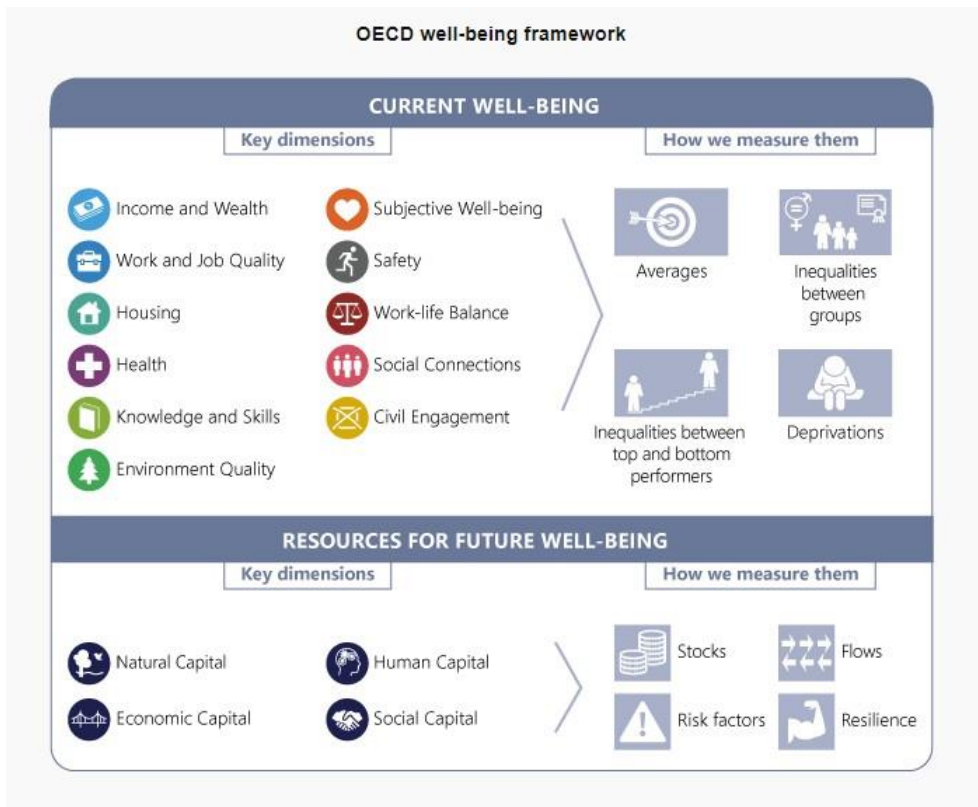 OECD well-being framework
CURRENT WELL-BEING
Key dimensions
How we measure them
Income and Wealth
Work and Job Quality
Housing
Health
Knowledge and Skills
Environment Quality
Subjective Well-being
Safety
Work-life Balance
Social Connections
Civil Engagement
Averages
Inequalities
between
groups
Inequalities between
top and bottom
performers
Deprivations
RESOURCES FOR FUTURE WELL-BEING
Key dimensions
How we measure them
Natural Capital
Economic Capital
Human Capital
Social Capital
Stocks
Flows
Risk factors
Resilience